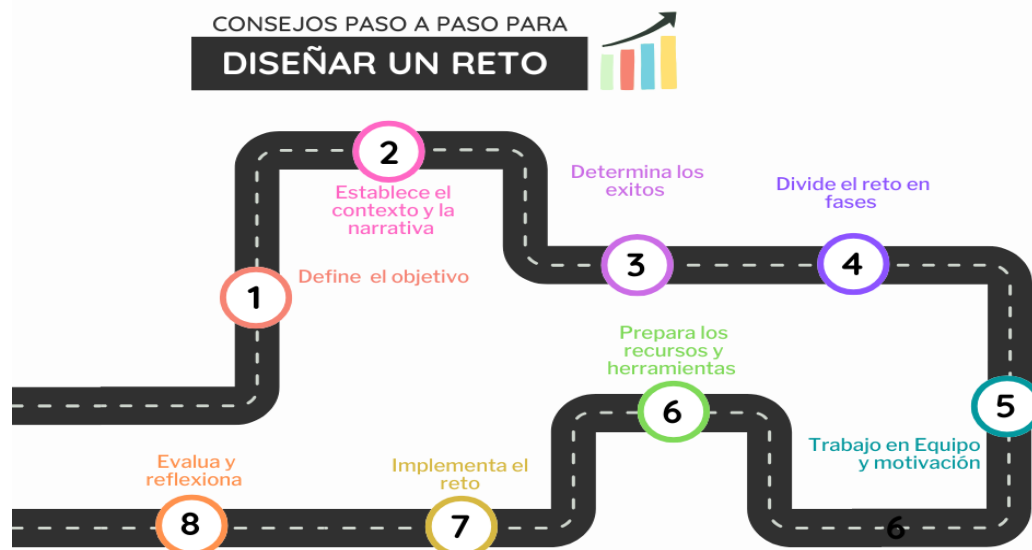 CONSEJOS PASO A PASO PARA
DISEÑAR UN RETO
1
Define el objetivo
2
Establece el
contexto y la
narrativa
3
Determina los
exitos
4
Divide el reto en
fases
5
Trabajo en Equipo
y motivación
6
6
Prepara los
recursos y
herramientas
7
Implementa el
reto
8
Evalua y
reflexiona